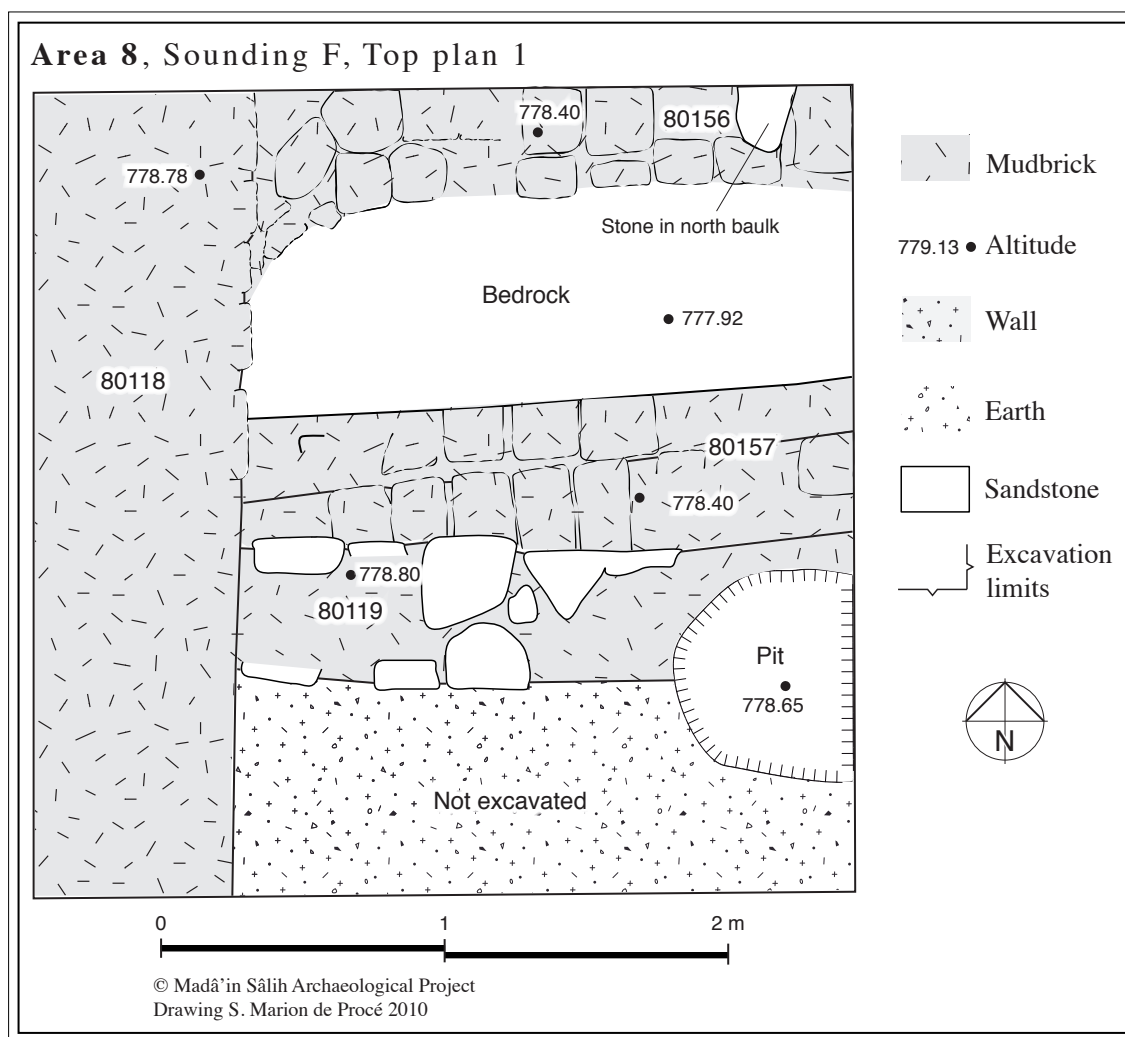 Area 8, Sounding F, Top plan 1
778.40
80156
778.78
Stone in north baulk
Bedrock
777.92
80118
80157
778.40
778.80
80119
Pit
778.65
Not excavated
Mudbrick
779.13 Altitude
Wall
Earth
Sandstone
Excavation
limits
N
0 1 2 m
© Madâ'in Sâlih Archaeological Project
Drawing S. Marion de Procé 2010